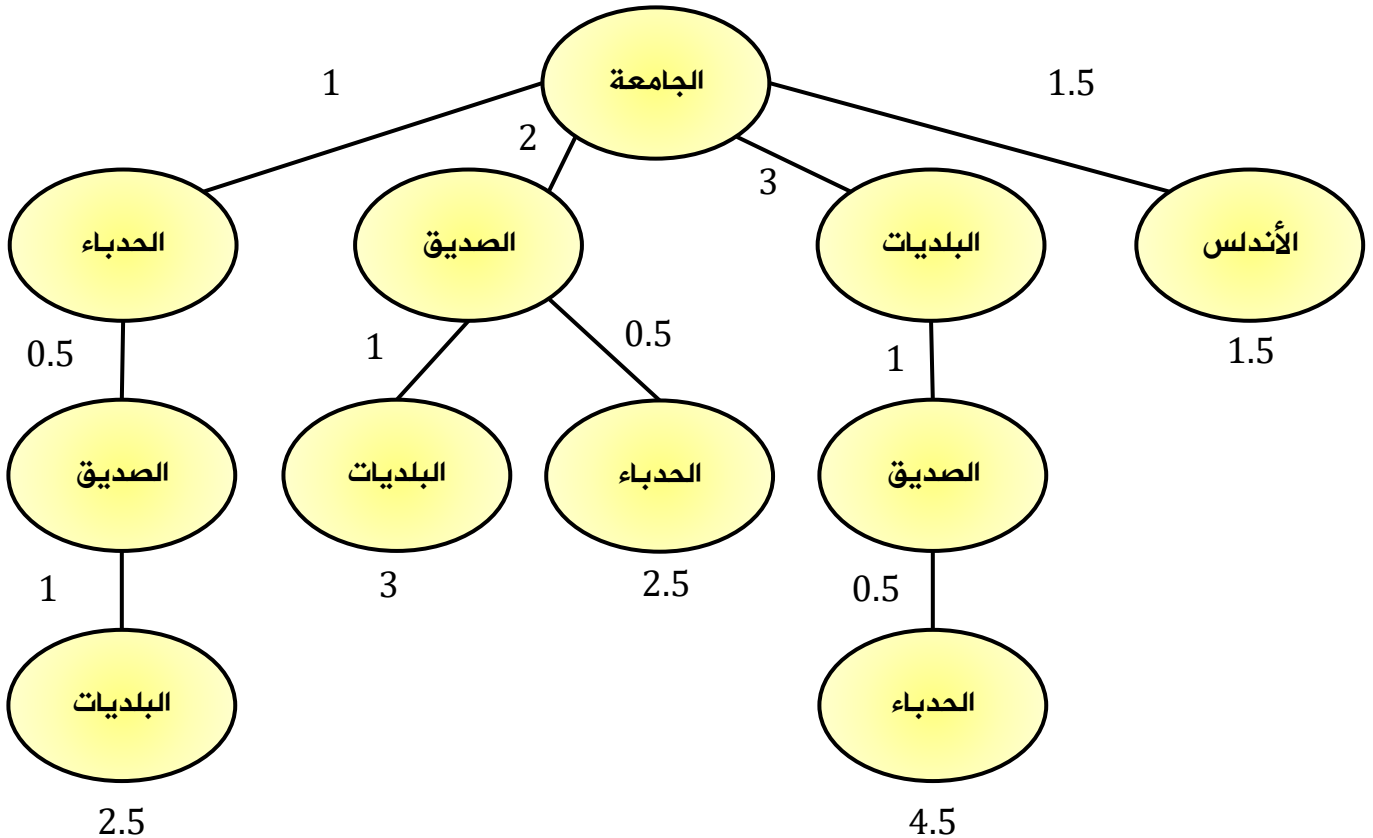 الجامعة
1
2
3
1.5
الحدباء
الصديق
البلديات
الأندلس
0.5
1
0.5
1
1.5
الصديق
البلديات
الحدباء
الصديق
1
3
2.5
0.5
البلديات
الحدباء
2.5
4.5